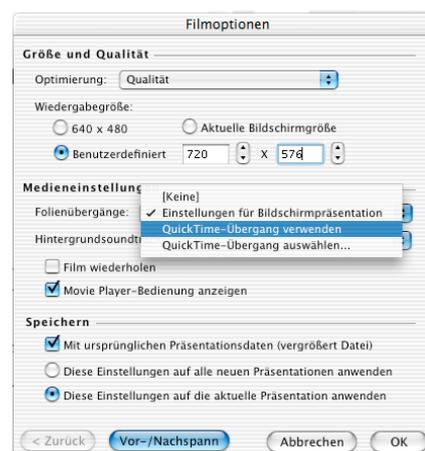 Filmoptionen
Größe und Qualität
Optimierung: Qualität
Wiedergabegröße:
640 x 480 Aktuelle Bildschirmgröße
Benutzerdefiniert 720 X 576
Medieneinstellung
[Keine]
Folienübergänge: ✓ Einstellungen für Bildschirmpräsentation
QuickTime-Übergang verwenden
Hintergrundsoundt
QuickTime-Übergang auswählen...
Film wiederholen
Movie Player-Bedienung anzeigen
Speichern
Mit ursprünglichen Präsentationsdaten (vergrößert Datei)
Diese Einstellungen auf alle neuen Präsentationen anwenden
Diese Einstellungen auf die aktuelle Präsentation anwenden
< Zurück Vor-/Nachspann Abbrechen OK